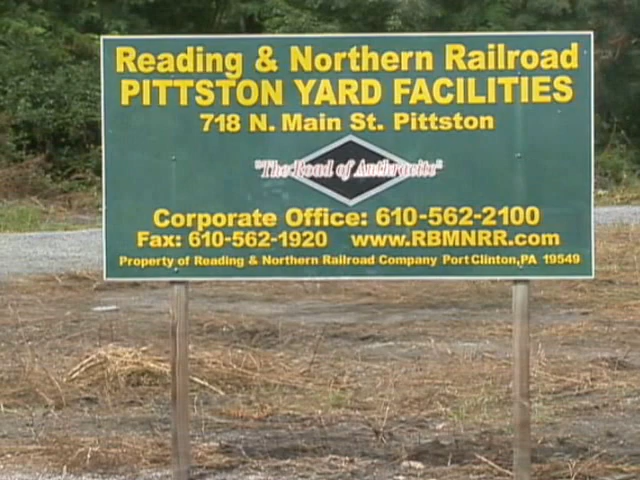 Reading & Northern Railroad
PITTSTON YARD FACILITIES
718 N. Main St. Pittston
"The Road of Anthracite"
Corporate Office: 610-562-2100
Fax: 610-562-1920 www.RBMNRR.com
Property of Reading & Northern Railroad Company Port Clinton, PA 19549